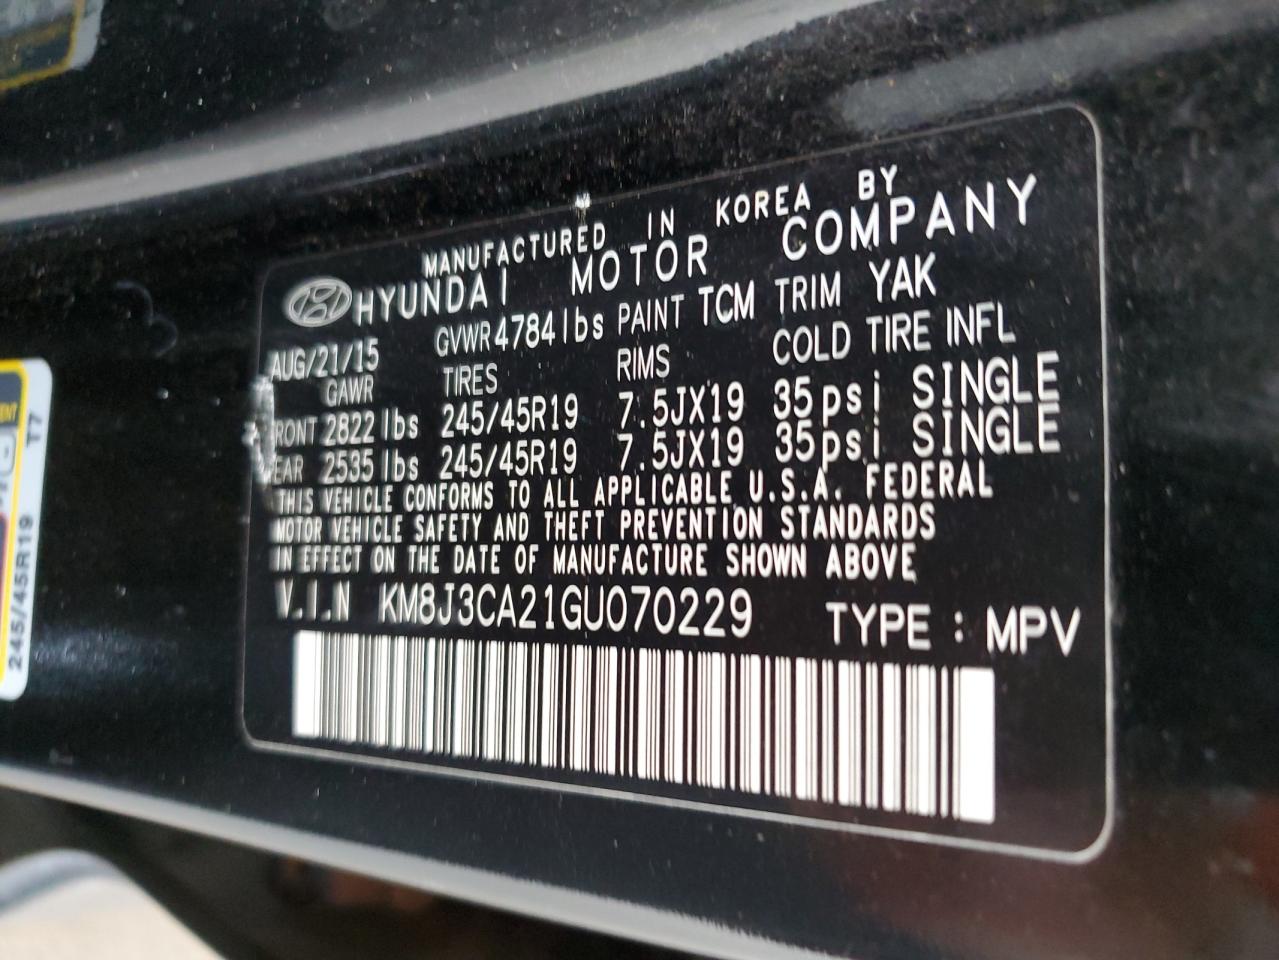 MANUFACTURED IN KOREA BY
HYUNDAI MOTOR COMPANY
AUG/21/15 GVWR 4784 lbs PAINT TCM TRIM YAK
GAWR TIRES RIMS COLD TIRE INFL
FRONT 2822 lbs 245/45R19 7.5JX19 35psi SINGLE
REAR 2535 lbs 245/45R19 7.5JX19 35psi SINGLE
THIS VEHICLE CONFORMS TO ALL APPLICABLE U.S.A. FEDERAL
MOTOR VEHICLE SAFETY AND THEFT PREVENTION STANDARDS
IN EFFECT ON THE DATE OF MANUFACTURE SHOWN ABOVE
V.I.N KM8J3CA21GU070229 TYPE : MPV
245/45R19 T7